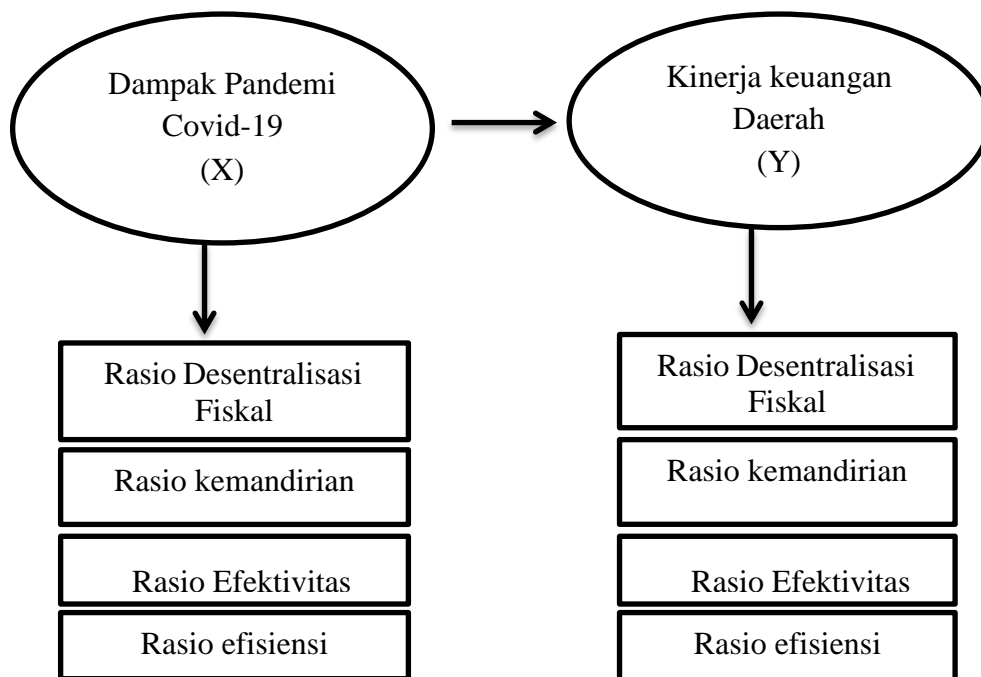 Dampak Pandemi
Covid-19
(X)
Kinerja keuangan
Daerah
(Y)
Rasio Desentralisasi
Fiskal
Rasio kemandirian
Rasio Efektivitas
Rasio efisiensi
Rasio Desentralisasi
Fiskal
Rasio kemandirian
Rasio Efektivitas
Rasio efisiensi